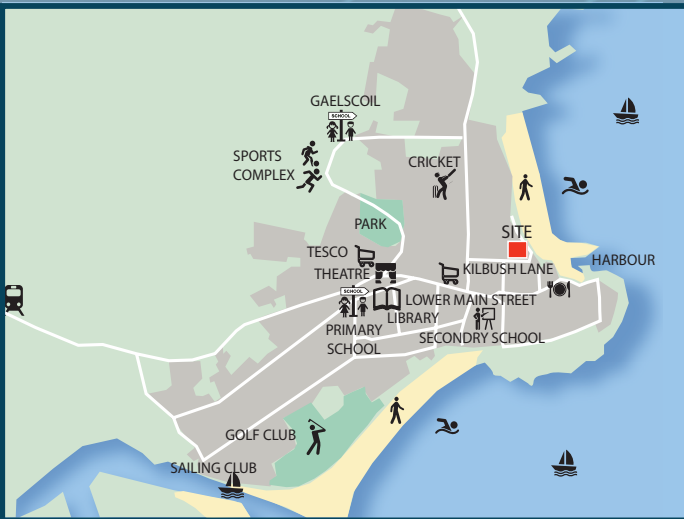 GAELSCOIL
SCHOOL
SPORTS
COMPLEX
CRICKET
PARK
SITE
TESCO
KILBUSH LANE
HARBOUR
THEATRE
SCHOOL
LOWER MAIN STREET
LIBRARY
PRIMARY
SCHOOL
SECONDRY SCHOOL
GOLF CLUB
SAILING CLUB